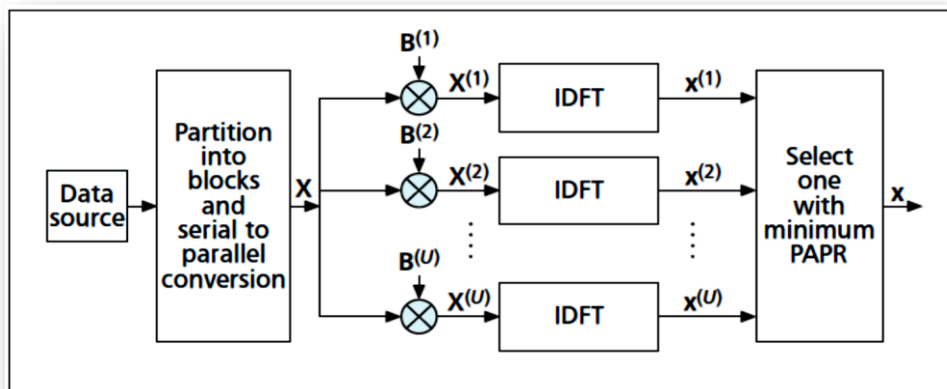 Data
source
Partition
into
blocks
and
serial to
parallel
conversion
X
B(1)
X(1)
IDFT
x(1)
B(2)
X(2)
IDFT
x(2)
B(U)
X(U)
IDFT
x(U)
Select
one
with
minimum
PAPR
x